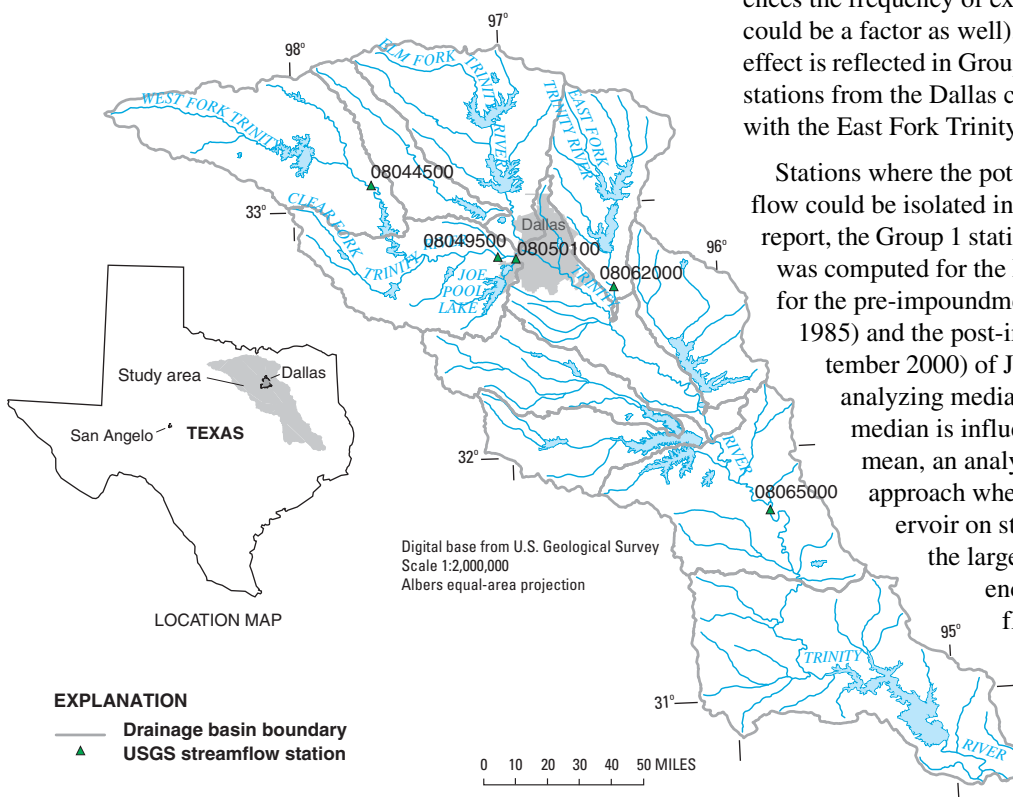 ences the frequency of ex
could be a factor as well)
effect is reflected in Group
stations from the Dallas c
with the East Fork Trinity
Stations where the pot
flow could be isolated in
report, the Group 1 stati
was computed for the
for the pre-impoundme
1985) and the post-i
tember 2000) of J
analyzing media
median is influ
mean, an analy
approach whe
ervoir on st
the large
enc
fl
98°
97°
96°
95°
33°
32°
31°
WEST FORK TRINITY
ELM FORK TRINITY RIVER
EAST FORK TRINITY RIVER
CLEAR FORK
TRINITY RIVER
JOE
POOL
LAKE
Dallas
TRINITY
RIVER
TRINITY
RIVER
08044500
08049500
08050100
08062000
08065000
Study area
Dallas
San Angelo
TEXAS
LOCATION MAP
Digital base from U.S. Geological Survey
Scale 1:2,000,000
Albers equal-area projection
EXPLANATION
Drainage basin boundary
USGS streamflow station
0 10 20 30 40 50 MILES